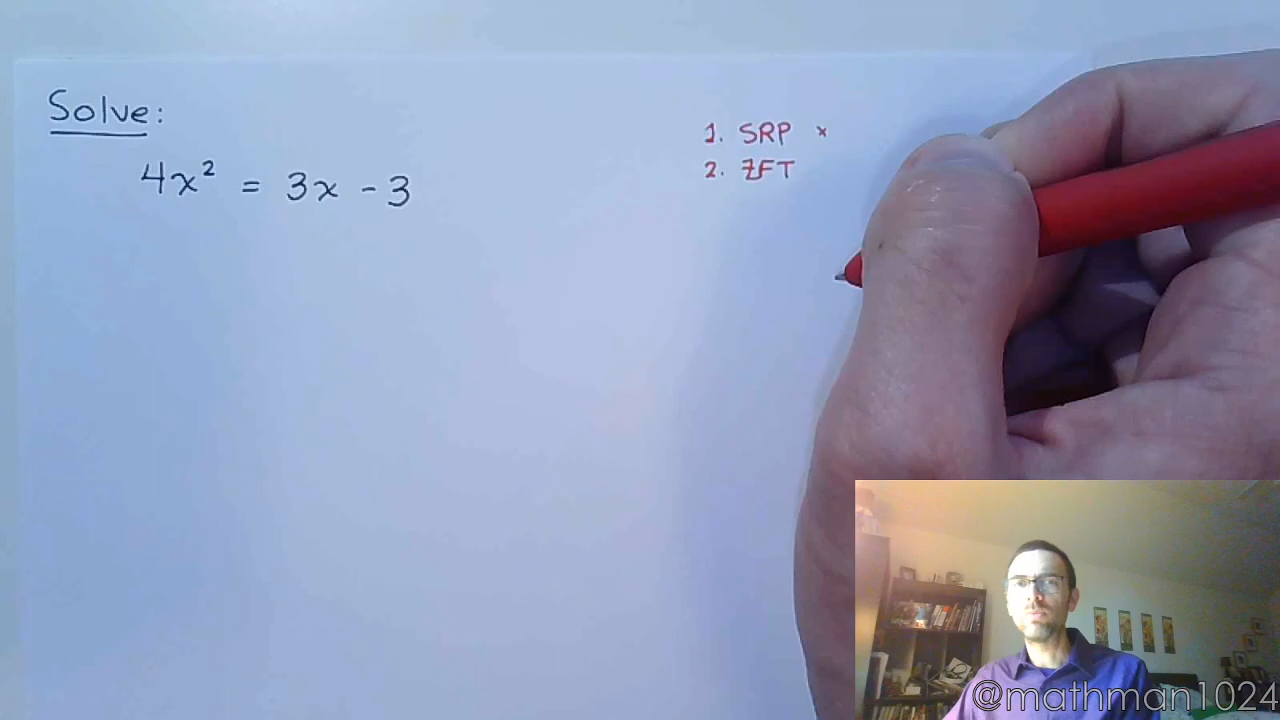 Solve:
4x² = 3x - 3
1. SRP ×
2. ZFT
@mathman1024